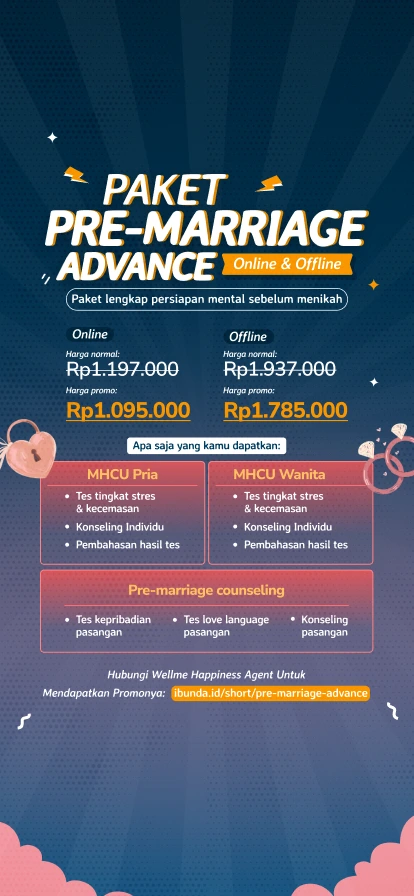 PAKET
PRE-MARRIAGE
ADVANCE Online & Offline
Paket lengkap persiapan mental sebelum menikah
Online
Harga normal:
Rp1.197.000
Harga promo:
Rp1.095.000
Offline
Harga normal:
Rp1.937.000
Harga promo:
Rp1.785.000
Apa saja yang kamu dapatkan:
MHCU Pria
• Tes tingkat stres
& kecemasan
• Konseling Individu
• Pembahasan hasil tes
MHCU Wanita
• Tes tingkat stres
& kecemasan
• Konseling Individu
• Pembahasan hasil tes
Pre-marriage counseling
• Tes kepribadian
pasangan
• Tes love language
pasangan
• Konseling
pasangan
Hubungi Wellme Happiness Agent Untuk
Mendapatkan Promonya: ibunda.id/short/pre-marriage-advance